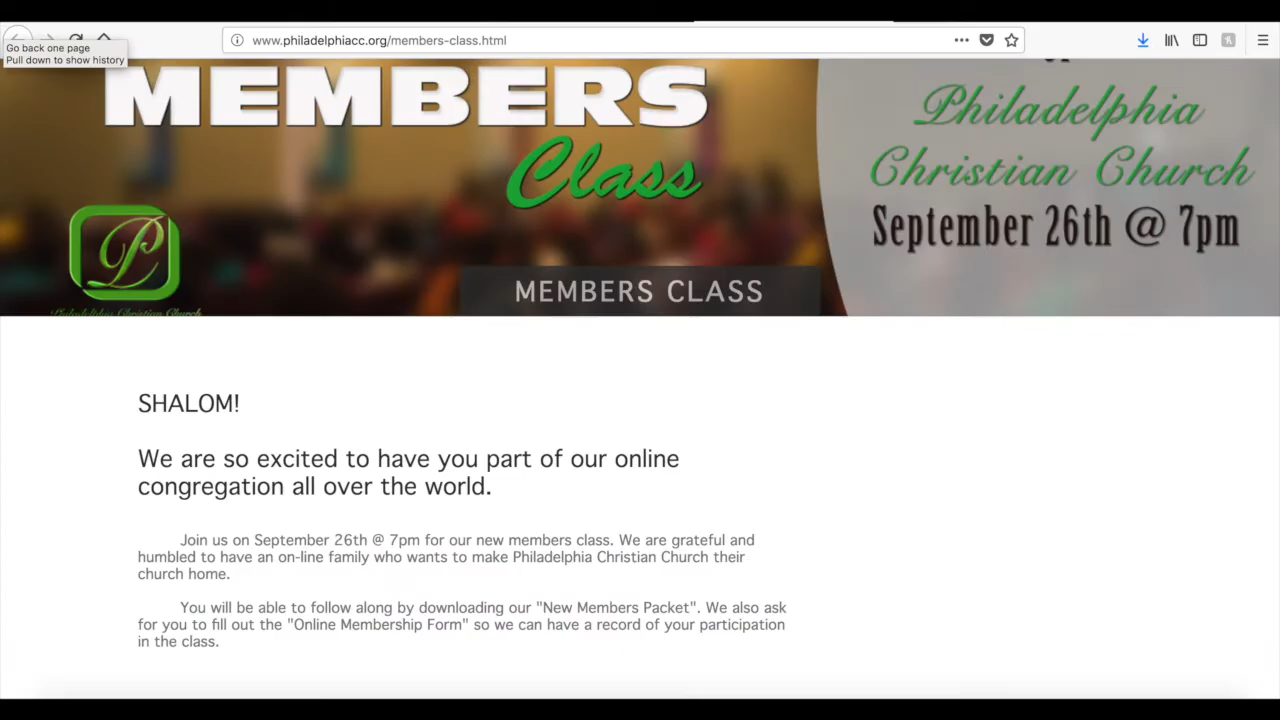 www.philadelphiacc.org/members-class.html
Go back one page
Pull down to show history
MEMBERS
Class
Philadelphia
Christian Church
September 26th @ 7pm
P
Philadelphia Christian Church
MEMBERS CLASS
SHALOM!
We are so excited to have you part of our online
congregation all over the world.
Join us on September 26th @ 7pm for our new members class. We are grateful and
humbled to have an on-line family who wants to make Philadelphia Christian Church their
church home.
You will be able to follow along by downloading our "New Members Packet". We also ask
for you to fill out the "Online Membership Form" so we can have a record of your participation
in the class.